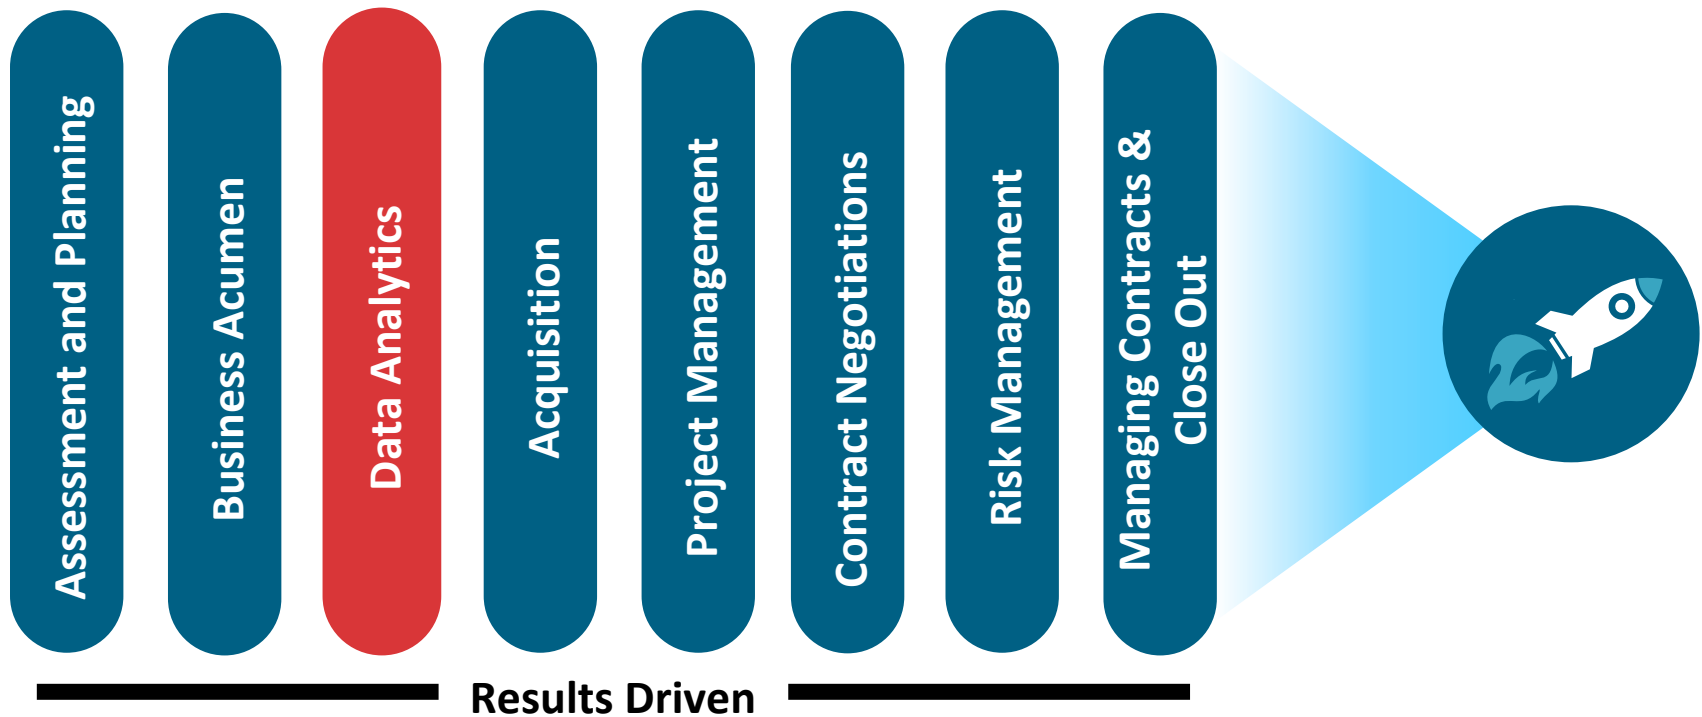 Assessment and Planning
Business Acumen
Data Analytics
Acquisition
Project Management
Contract Negotiations
Risk Management
Managing Contracts &
Close Out
Results Driven